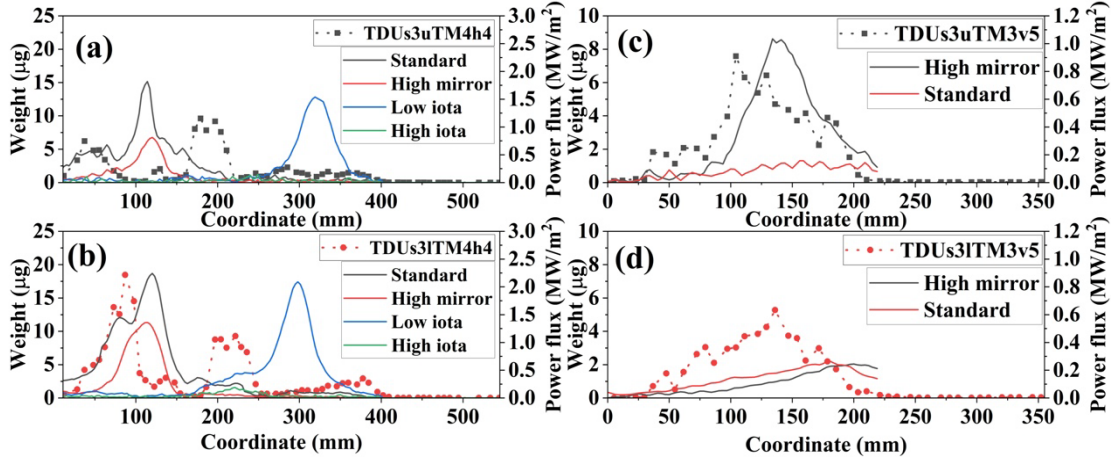 (a)
TDUs3uTM4h4
Standard
High mirror
Low iota
High iota
Weight (μg)
0 5 10 15 20 25
Power flux (MW/m²)
0.0 0.5 1.0 1.5 2.0 2.5 3.0
100 200 300 400 500
Coordinate (mm)
(c)
TDUs3uTM3v5
High mirror
Standard
Weight (μg)
0 2 4 6 8 10
Power flux (MW/m²)
0.0 0.2 0.4 0.6 0.8 1.0 1.2
0 50 100 150 200 250 300 350
Coordinate (mm)
(b)
TDUs3lTM4h4
Standard
High mirror
Low iota
High iota
Weight (μg)
0 5 10 15 20 25
Power flux (MW/m²)
0.0 0.5 1.0 1.5 2.0 2.5 3.0
100 200 300 400 500
Coordinate (mm)
(d)
TDUs3lTM3v5
High mirror
Standard
Weight (μg)
0 2 4 6 8 10
Power flux (MW/m²)
0.0 0.2 0.4 0.6 0.8 1.0 1.2
0 50 100 150 200 250 300 350
Coordinate (mm)